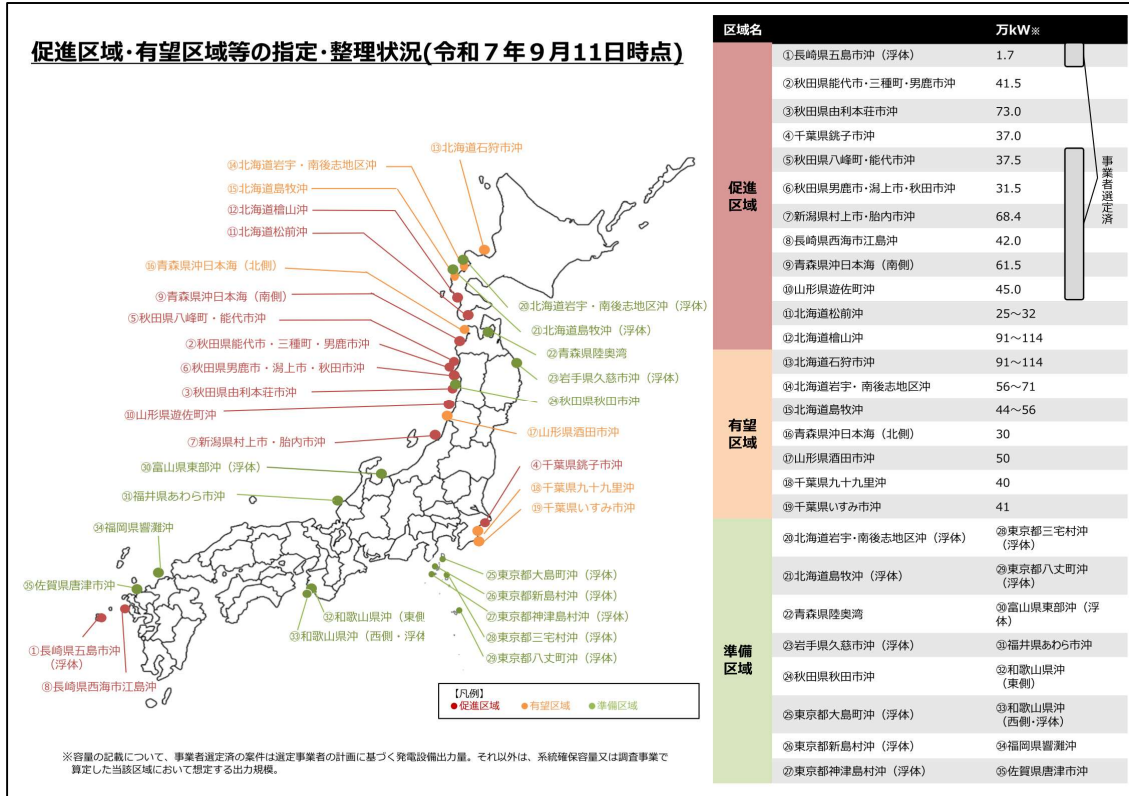 促進区域･有望区域等の指定･整理状況(令和７年９月11日時点)
⑬北海道石狩市沖
⑭北海道岩宇・南後志地区沖
⑮北海道島牧沖
⑫北海道檜山沖
⑪北海道松前沖
⑯青森県沖日本海（北側）
⑨青森県沖日本海（南側）
⑤秋田県八峰町・能代市沖
②秋田県能代市・三種町・男鹿市沖
⑥秋田県男鹿市・潟上市・秋田市沖
③秋田県由利本荘市沖
⑩山形県遊佐町沖
⑦新潟県村上市・胎内市沖
㉚富山県東部沖（浮体）
㉛福井県あわら市沖
㉞福岡県響灘沖
㉟佐賀県唐津市沖
①長崎県五島市沖
（浮体）
⑧長崎県西海市江島沖
⑳北海道岩宇・南後志地区沖（浮体）
㉑北海道島牧沖（浮体）
㉒青森県陸奥湾
㉓岩手県久慈市沖（浮体）
㉔秋田県秋田市沖
⑰山形県酒田市沖
④千葉県銚子市沖
⑱千葉県九十九里沖
⑲千葉県いすみ市沖
㉕東京都大島町沖（浮体）
㉖東京都新島村沖（浮体）
㉗東京都神津島村沖（浮体）
㉘東京都三宅村沖（浮体）
㉙東京都八丈町沖（浮体）
㉜和歌山県沖（東側
㉝和歌山県沖（西側・浮体
【凡例】
●促進区域 ●有望区域 ●準備区域
※容量の記載について、事業者選定済の案件は選定事業者の計画に基づく発電設備出力量。それ以外は、系統確保容量又は調査事業で
算定した当該区域において想定する出力規模。
区域名 万kW※
促進
区域
①長崎県五島市沖（浮体） 1.7
②秋田県能代市･三種町･男鹿市沖 41.5
③秋田県由利本荘市沖 73.0
④千葉県銚子市沖 37.0
⑤秋田県八峰町･能代市沖 37.5
⑥秋田県男鹿市･潟上市･秋田市沖 31.5
⑦新潟県村上市･胎内市沖 68.4
⑧長崎県西海市江島沖 42.0
⑨青森県沖日本海（南側） 61.5
⑩山形県遊佐町沖 45.0
⑪北海道松前沖 25～32
⑫北海道檜山沖 91～114
事業者選定済
有望
区域
⑬北海道石狩市沖 91～114
⑭北海道岩宇・南後志地区沖 56～71
⑮北海道島牧沖 44～56
⑯青森県沖日本海（北側） 30
⑰山形県酒田市沖 50
⑱千葉県九十九里沖 40
⑲千葉県いすみ市沖 41
準備
区域
⑳北海道岩宇･南後志地区沖（浮体） ㉘東京都三宅村沖
（浮体）
㉑北海道島牧沖（浮体） ㉙東京都八丈町沖
（浮体）
㉒青森県陸奥湾 ㉚富山県東部沖（浮
体）
㉓岩手県久慈市沖（浮体） ㉛福井県あわら市沖
㉔秋田県秋田市沖 ㉜和歌山県沖
（東側）
㉕東京都大島町沖（浮体） ㉝和歌山県沖
（西側･浮体）
㉖東京都新島村沖（浮体） ㉞福岡県響灘沖
㉗東京都神津島村沖（浮体） ㉟佐賀県唐津市沖